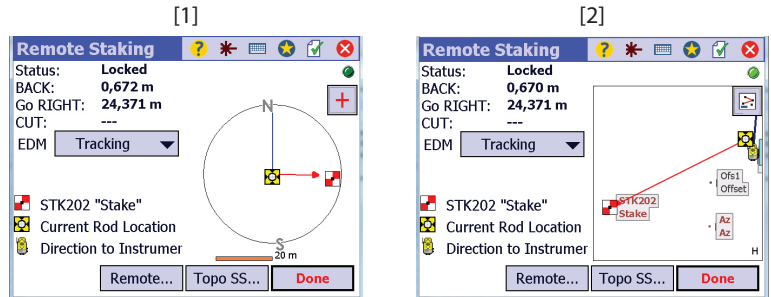 [1]
Remote Staking
Status: Locked
BACK: 0,672 m
Go RIGHT: 24,371 m
CUT: ---
EDM Tracking
N
STK202 "Stake"
Current Rod Location
Direction to Instrumer
S
20 m
Remote... Topo SS... Done
[2]
Remote Staking
Status: Locked
BACK: 0,670 m
Go RIGHT: 24,371 m
CUT: ---
EDM Tracking
Ofs1
Offset
STK202
Stake
Az
Az
STK202 "Stake"
Current Rod Location
Direction to Instrumer
H
Remote... Topo SS... Done